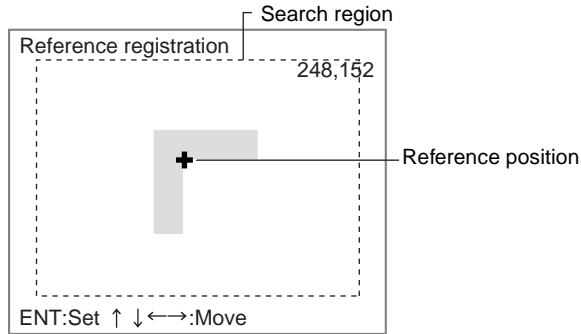 Search region
Reference registration
248,152
Reference position
ENT:Set ↑ ↓ ←→:Move